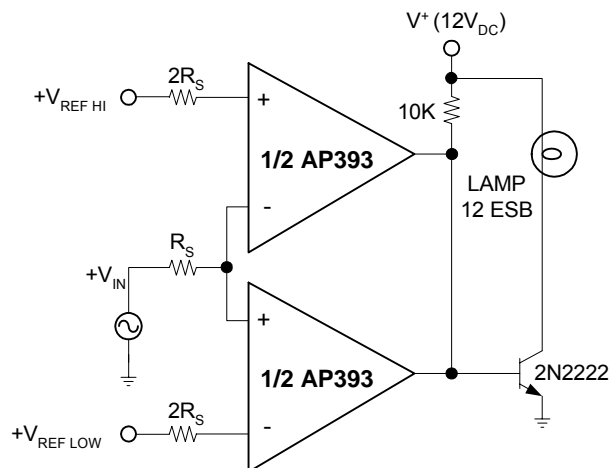 V+ (12VDC)
2RS
+VREF HI
+
10K
1/2 AP393
LAMP
12 ESB
-
RS
+VIN
+
1/2 AP393
2N2222
2RS
+VREF LOW
-